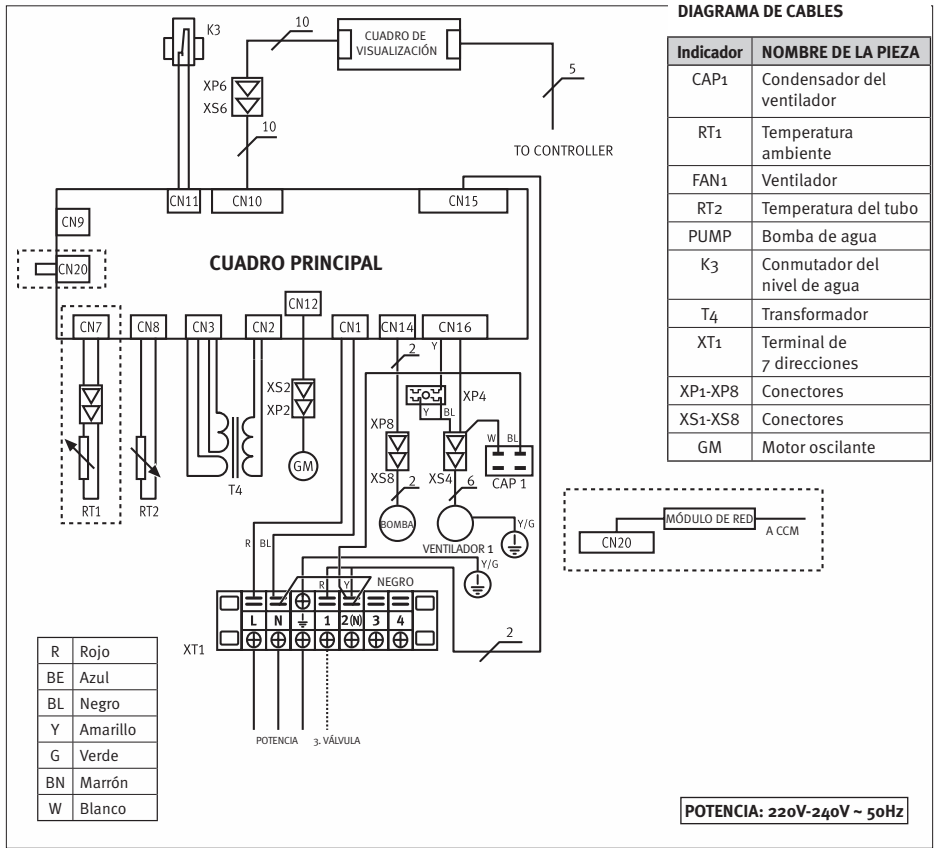 DIAGRAMA DE CABLES
Indicador NOMBRE DE LA PIEZA
CAP1 Condensador del
ventilador
RT1 Temperatura
ambiente
FAN1 Ventilador
RT2 Temperatura del tubo
PUMP Bomba de agua
K3 Conmutador del
nivel de agua
T4 Transformador
XT1 Terminal de
7 direcciones
XP1-XP8 Conectores
XS1-XS8 Conectores
GM Motor oscilante
K3
10
CUADRO DE
VISUALIZACIÓN
XP6
XS6
5
10
TO CONTROLLER
CN11 CN10 CN15
CN9
CN20
CUADRO PRINCIPAL
CN12
CN7 CN8 CN3 CN2 CN1 CN14 CN16
2
Y
XS2
XP2
XP4
Y BL
XP8
W BL
GM
XS8
2
XS4
6
CAP 1
T4
RT1 RT2
BOMBA
Y/G
VENTILADOR 1
R BL
Y/G
R Y NEGRO
L N 1 2(N) 3 4
XT1
2
POTENCIA 3. VÁLVULA
MÓDULO DE RED
A CCM
CN20
R Rojo
BE Azul
BL Negro
Y Amarillo
G Verde
BN Marrón
W Blanco
POTENCIA: 220V-240V ~ 50Hz